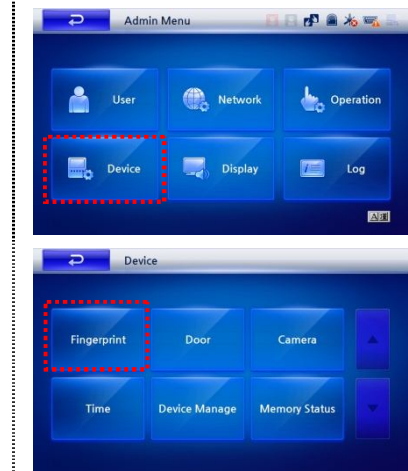 Admin Menu
User
Network
Operation
Device
Display
Log
A
Device
Fingerprint
Door
Camera
Time
Device Manage
Memory Status